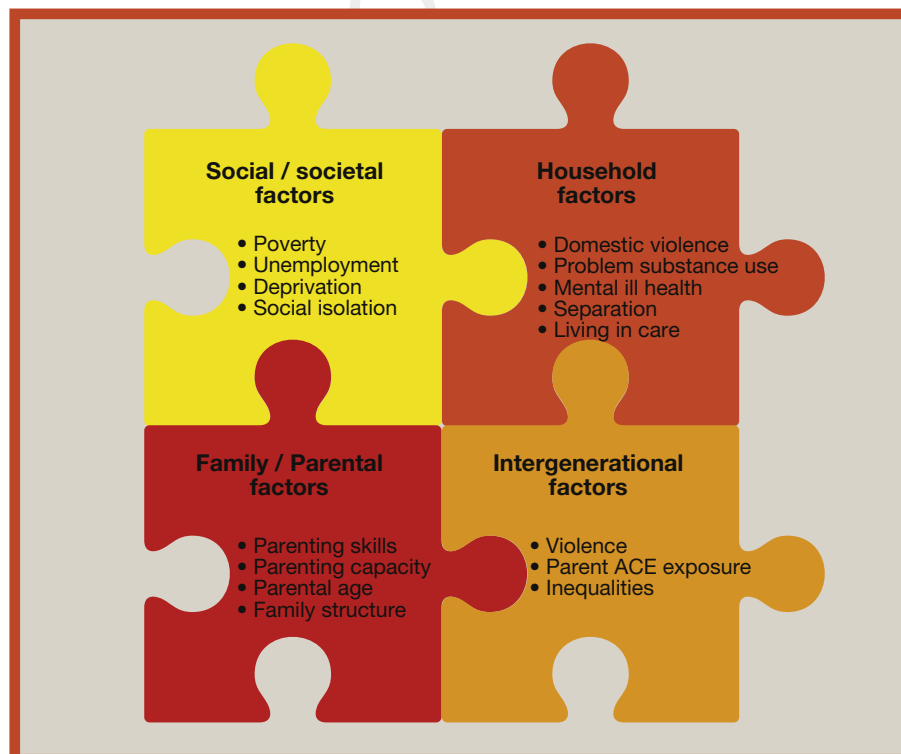 Social / societal
factors
• Poverty
• Unemployment
• Deprivation
• Social isolation
Household
factors
• Domestic violence
• Problem substance use
• Mental ill health
• Separation
• Living in care
Family / Parental
factors
• Parenting skills
• Parenting capacity
• Parental age
• Family structure
Intergenerational
factors
• Violence
• Parent ACE exposure
• Inequalities